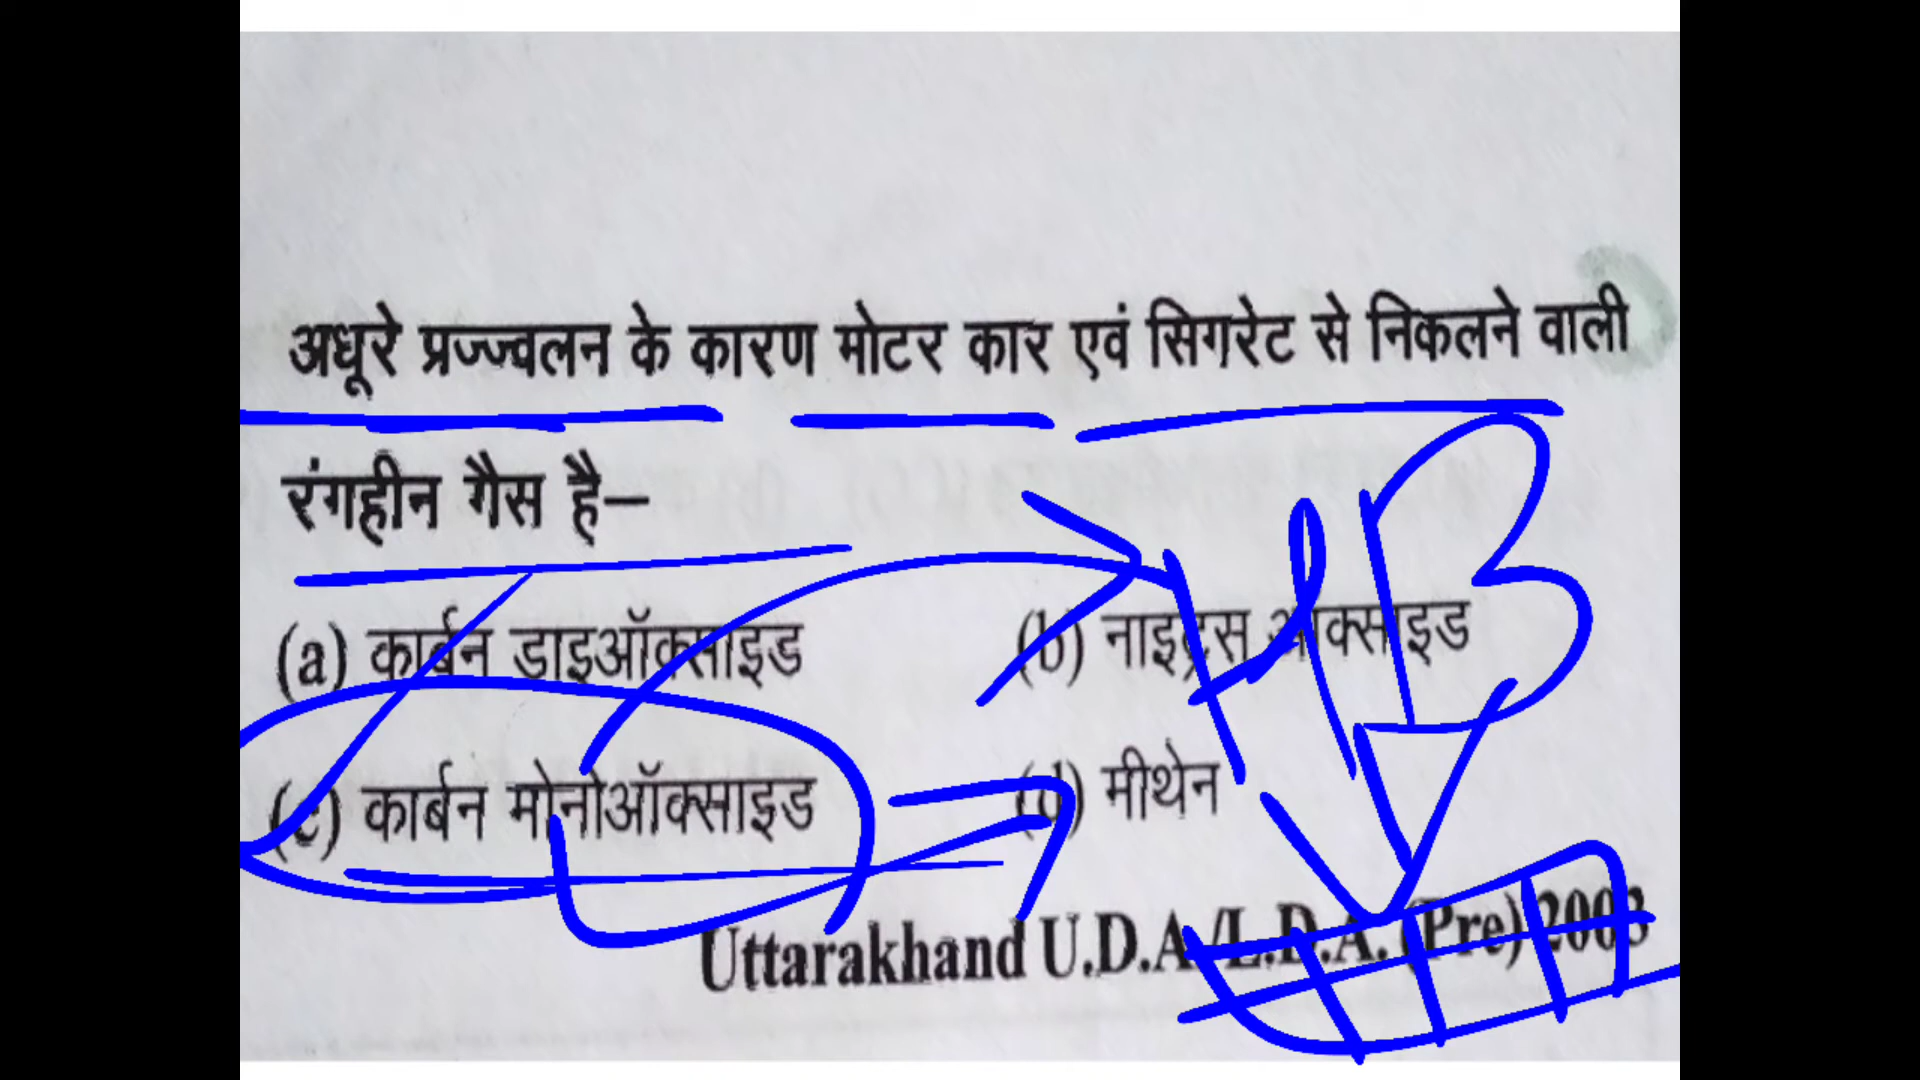 अधूरे प्रज्ज्वलन के कारण मोटर कार एवं सिगरेट से निकलने वाली
रंगहीन गैस है—
(a) कार्बन डाइऑक्साइड (b) नाइट्रस ऑक्साइड
(c) कार्बन मोनोऑक्साइड (d) मीथेन
HB
Uttarakhand U.D.A./L.D.A. (Pre) 2003